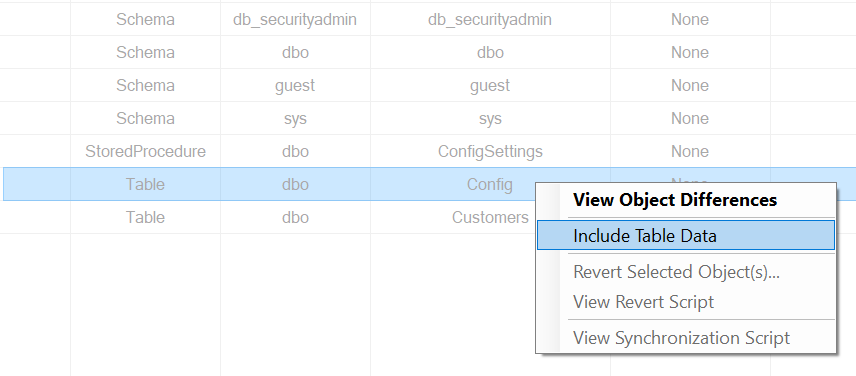 Schema db_securityadmin db_securityadmin None
Schema dbo dbo None
Schema guest guest None
Schema sys sys None
StoredProcedure dbo ConfigSettings None
Table dbo Config None
Table dbo Customers
View Object Differences
Include Table Data
Revert Selected Object(s)...
View Revert Script
View Synchronization Script